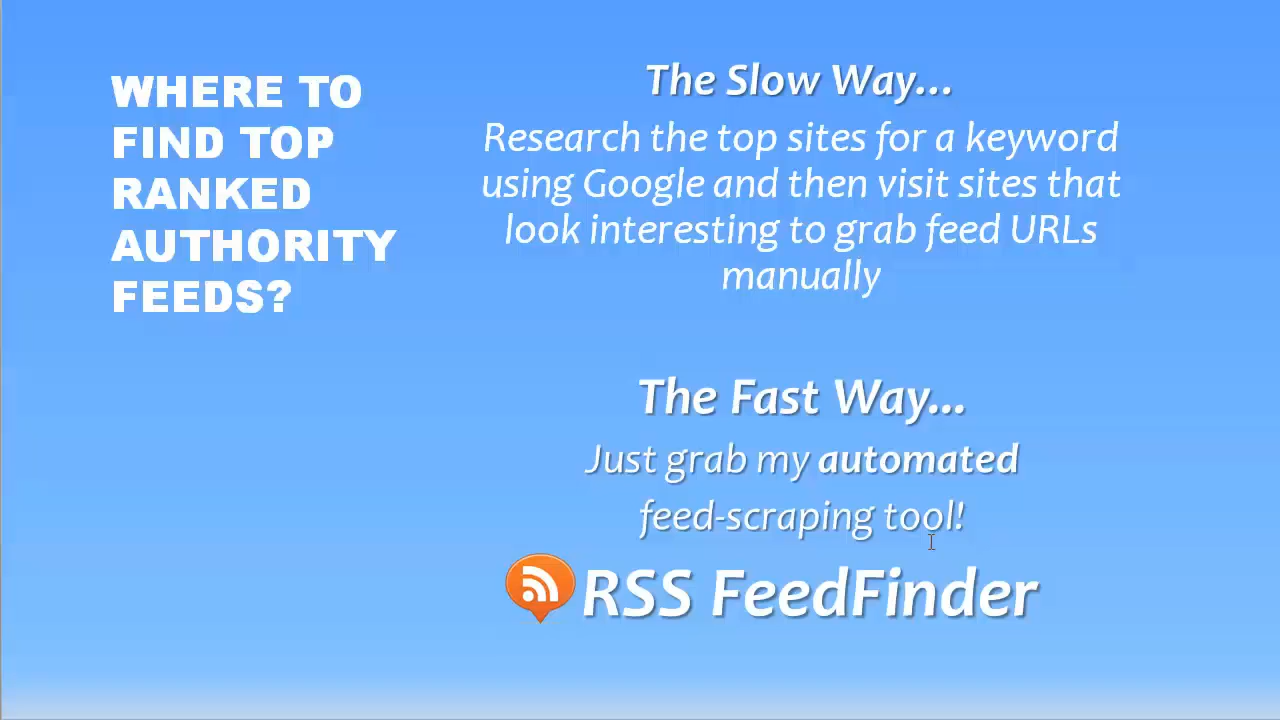 WHERE TO
FIND TOP
RANKED
AUTHORITY
FEEDS?
The Slow Way...
Research the top sites for a keyword
using Google and then visit sites that
look interesting to grab feed URLs
manually
The Fast Way...
Just grab my automated
feed-scraping tool!
RSS FeedFinder